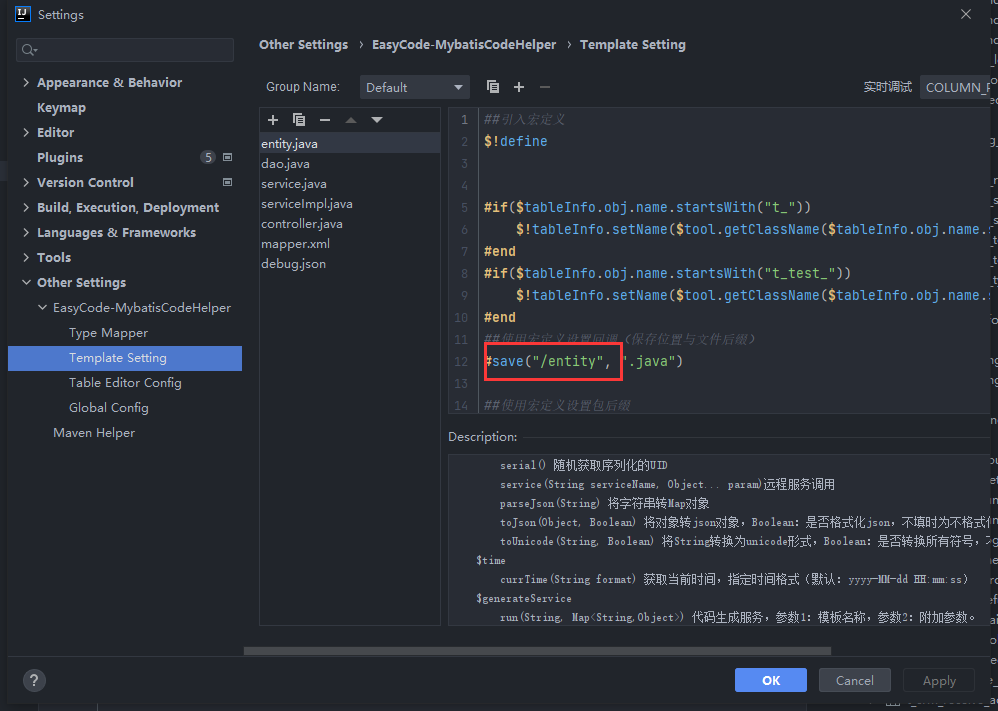 Settings
Other Settings › EasyCode-MybatisCodeHelper › Template Setting
Appearance & Behavior
Keymap
Editor
Plugins 5
Version Control
Build, Execution, Deployment
Languages & Frameworks
Tools
Other Settings
EasyCode-MybatisCodeHelper
Type Mapper
Template Setting
Table Editor Config
Global Config
Maven Helper
Group Name: Default
实时调试 COLUMN_
entity.java
dao.java
service.java
serviceImpl.java
controller.java
mapper.xml
debug.json
1 ##引入宏定义
2 $!define
3
4
5 #if($tableInfo.obj.name.startsWith("t_"))
6 $!tableInfo.setName($tool.getClassName($tableInfo.obj.name.
7 #end
8 #if($tableInfo.obj.name.startsWith("t_test_"))
9 $!tableInfo.setName($tool.getClassName($tableInfo.obj.name.
10 #end
11 ##使用宏定义设置回调（保存位置与文件后缀）
12 #save("/entity", ".java")
13
14 ##使用宏定义设置包后缀
Description:
serial() 随机获取序列化的UID
service(String serviceName, Object... param)远程服务调用
parseJson(String) 将字符串转Map对象
toJson(Object, Boolean) 将对象转json对象，Boolean：是否格式化json，不填时为不格式化
toUnicode(String, Boolean) 将String转换为unicode形式，Boolean：是否转换所有符号，
$time
currTime(String format) 获取当前时间，指定时间格式（默认：yyyy-MM-dd HH:mm:ss）
$generateService
run(String, Map<String,Object>) 代码生成服务，参数1：模板名称，参数2：附加参数。
?
OK
Cancel
Apply